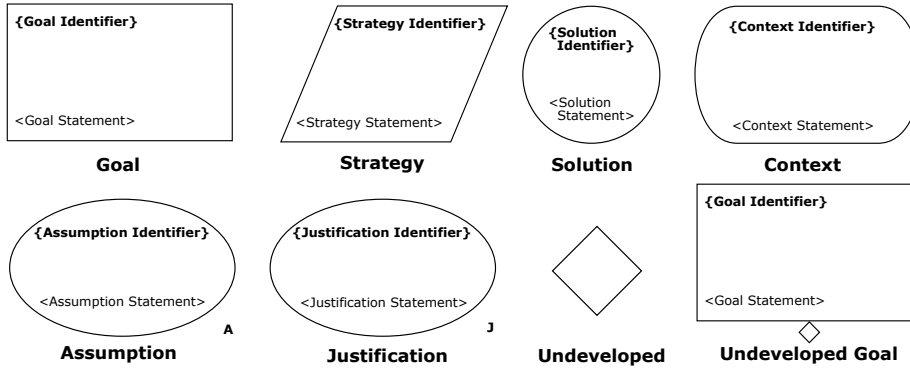 {Goal Identifier}
<Goal Statement>
Goal
{Strategy Identifier}
<Strategy Statement>
Strategy
{Solution
Identifier}
<Solution
Statement>
Solution
{Context Identifier}
<Context Statement>
Context
{Assumption Identifier}
<Assumption Statement>
A
Assumption
{Justification Identifier}
<Justification Statement>
J
Justification
Undeveloped
{Goal Identifier}
<Goal Statement>
Undeveloped Goal